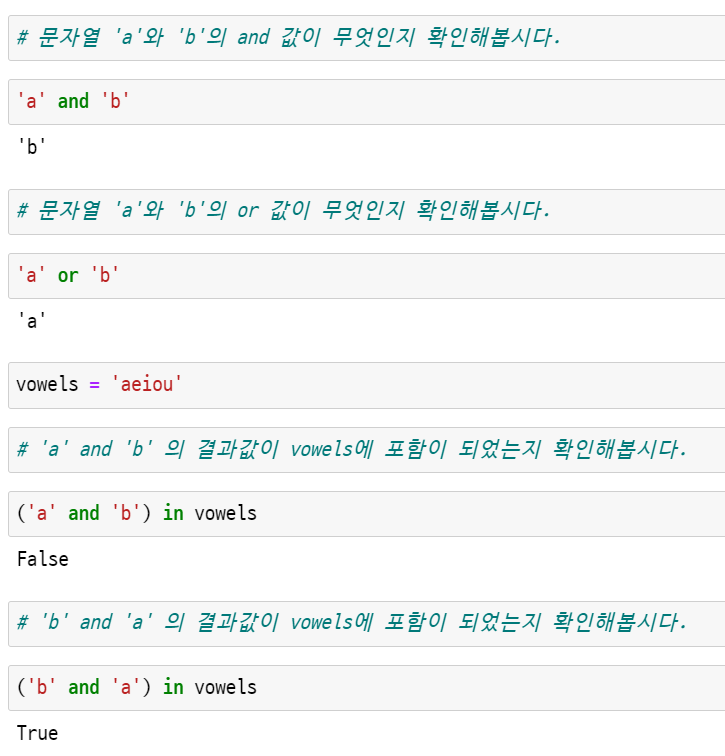 # 문자열 'a'와 'b'의 and 값이 무엇인지 확인해봅시다.
'a' and 'b'
'b'
# 문자열 'a'와 'b'의 or 값이 무엇인지 확인해봅시다.
'a' or 'b'
'a'
vowels = 'aeiou'
# 'a' and 'b' 의 결과값이 vowels에 포함이 되었는지 확인해봅시다.
('a' and 'b') in vowels
False
# 'b' and 'a' 의 결과값이 vowels에 포함이 되었는지 확인해봅시다.
('b' and 'a') in vowels
True